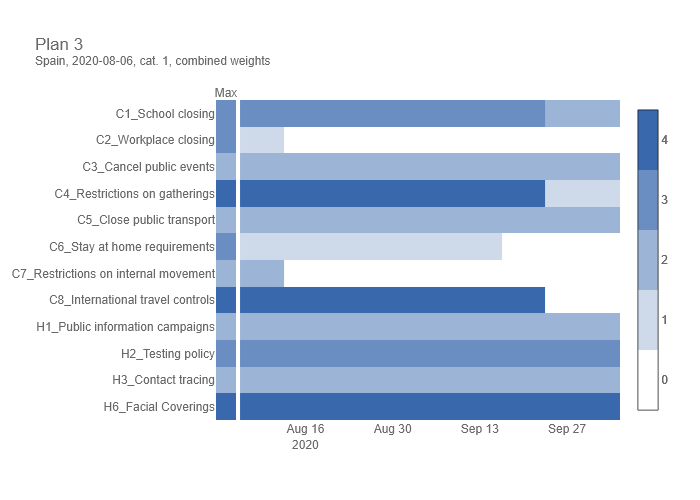 Plan 3
Spain, 2020-08-06, cat. 1, combined weights
Max
C1_School closing
C2_Workplace closing
C3_Cancel public events
C4_Restrictions on gatherings
C5_Close public transport
C6_Stay at home requirements
C7_Restrictions on internal movement
C8_International travel controls
H1_Public information campaigns
H2_Testing policy
H3_Contact tracing
H6_Facial Coverings
4
3
2
1
0
Aug 16 Aug 30 Sep 13 Sep 27
2020